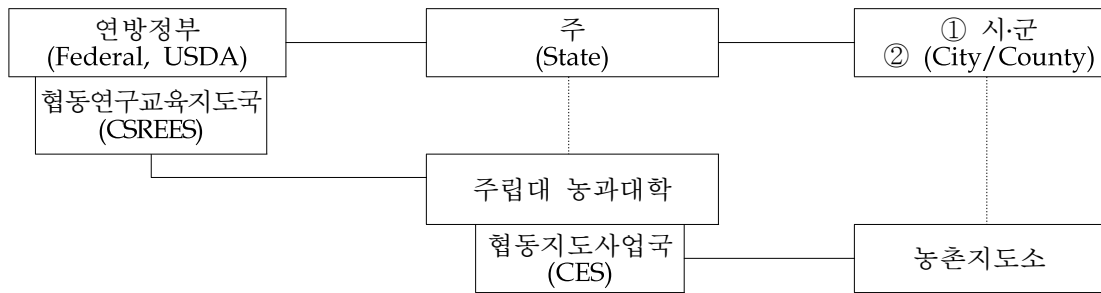 연방정부
(Federal, USDA)
주
(State)
① 시·군
② (City/County)
협동연구교육지도국
(CSREES)
주립대 농과대학
협동지도사업국
(CES)
농촌지도소